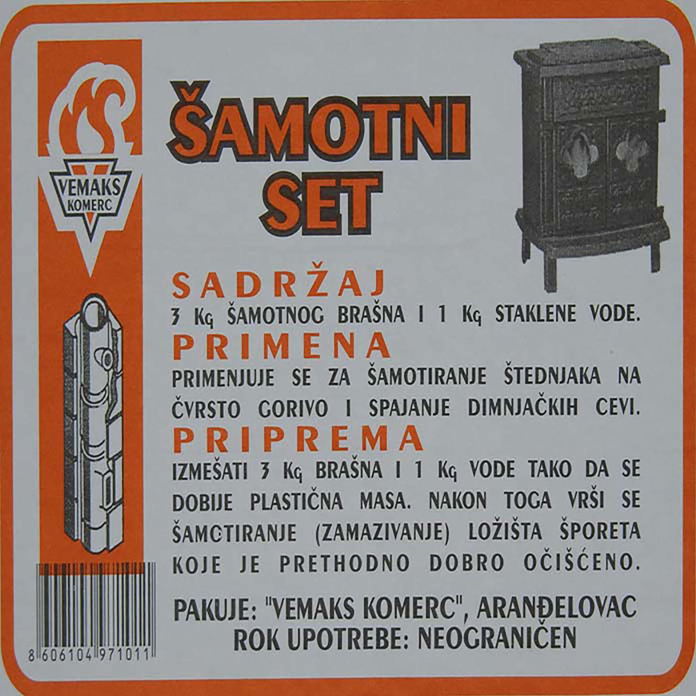 VEMAKS
KOMERC
ŠAMOTNI
SET
SADRŽAJ
3 Kg ŠAMOTNOG BRAŠNA I 1 Kg STAKLENE VODE.
PRIMENA
PRIMENJUJE SE ZA ŠAMOTIRANJE ŠTEDNJAKA NA
ČVRSTO GORIVO I SPAJANJE DIMNJAČKIH CEVI.
PRIPREMA
IZMEŠATI 3 Kg BRAŠNA I 1 Kg VODE TAKO DA SE
DOBIJE PLASTIČNA MASA. NAKON TOGA VRŠI SE
ŠAMOTIRANJE (ZAMAZIVANJE) LOŽIŠTA ŠPORETA
KOJE JE PRETHODNO DOBRO OČIŠĆENO.
PAKUJE: "VEMAKS KOMERC", ARANĐELOVAC
ROK UPOTREBE: NEOGRANIČEN
8 606104 971011